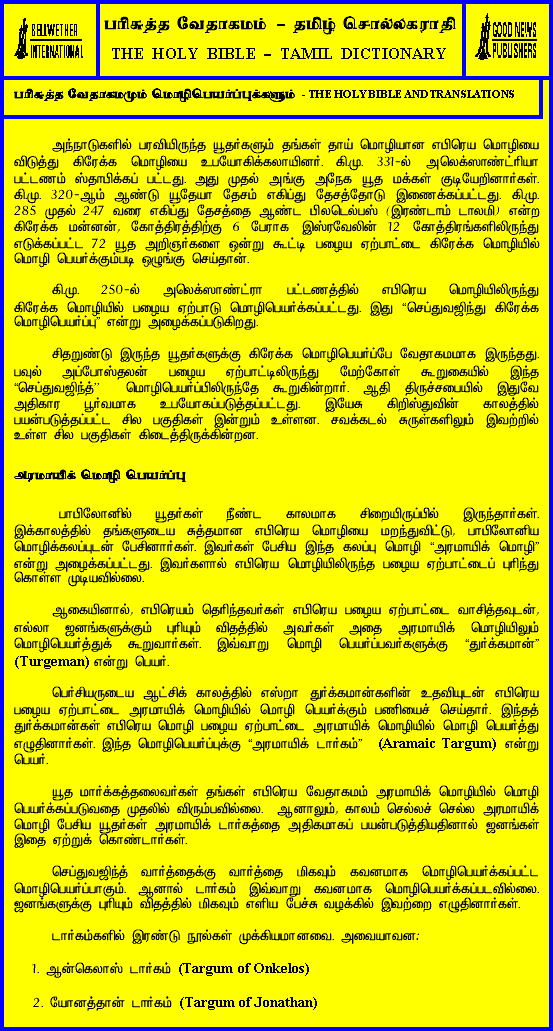 BELLWETHER
INTERNATIONAL
பரிசுத்த வேதாகமம் – தமிழ் சொல்லகராதி
THE HOLY BIBLE – TAMIL DICTIONARY
GOOD NEWS
PUBLISHERS
பரிசுத்த வேதாகமமும் மொழிபெயர்ப்புக்களும் - THE HOLY BIBLE AND TRANSLATIONS
அந்நாடுகளில் பரவியிருந்த யூதர்களும் தங்கள் தாய் மொழியான எபிரெய மொழியை
விடுத்து கிரேக்க மொழியை உபயோகிக்கலாயினர். கி.மு. 331-ல் அலெக்ஸாண்ட்ரியா
பட்டணம் ஸ்தாபிக்கப் பட்டது. அது முதல் அங்கு அநேக யூத மக்கள் குடியேறினார்கள்.
கி.மு. 320-ஆம் ஆண்டு யூதேயா தேசம் எகிப்து தேசத்தோடு இணைக்கப்பட்டது. கி.மு.
285 முதல் 247 வரை எகிப்து தேசத்தை ஆண்ட பிலடெல்பஸ் (இரண்டாம் டாலமி) என்ற
கிரேக்க மன்னன், கோத்திரத்திற்கு 6 பேராக இஸ்ரவேலின் 12 கோத்திரங்களிலிருந்து
எடுக்கப்பட்ட 72 யூத அறிஞர்களை ஒன்று கூட்டி பழைய ஏற்பாட்டை கிரேக்க மொழியில்
மொழி பெயர்க்கும்படி ஒழுங்கு செய்தான்.
கி.மு. 250-ல் அலெக்ஸாண்ட்ரா பட்டணத்தில் எபிரெய மொழியிலிருந்து
கிரேக்க மொழியில் பழைய ஏற்பாடு மொழிபெயர்க்கப்பட்டது. இது “செப்துவஜிந்து கிரேக்க
மொழிபெயர்ப்பு” என்று அழைக்கப்படுகிறது.
சிதறுண்டு இருந்த யூதர்களுக்கு கிரேக்க மொழிபெயர்ப்பே வேதாகமமாக இருந்தது.
பவுல் அப்போஸ்தலன் பழைய ஏற்பாட்டிலிருந்து மேற்கோள் கூறுகையில் இந்த
“செப்துவஜிந்த்” மொழிபெயர்ப்பிலிருந்தே கூறுகின்றார். ஆதி திருச்சபையில் இதுவே
அதிகார பூர்வமாக உபயோகப்படுத்தப்பட்டது. இயேசு கிறிஸ்துவின் காலத்தில்
பயன்படுத்தப்பட்ட சில பகுதிகள் இன்றும் உள்ளன. சவக்கடல் சுருள்களிலும் இவற்றில்
உள்ள சில பகுதிகள் கிடைத்திருக்கின்றன.
அரமாயிக் மொழி பெயர்ப்பு
பாபிலோனில் யூதர்கள் நீண்ட காலமாக சிறையிருப்பில் இருந்தார்கள்.
இக்காலத்தில் தங்களுடைய சுத்தமான எபிரெய மொழியை மறந்துவிட்டு, பாபிலோனிய
மொழிக்கலப்புடன் பேசினார்கள். இவர்கள் பேசிய இந்த கலப்பு மொழி “அரமாயிக் மொழி”
என்று அழைக்கப்பட்டது. இவர்களால் எபிரெய மொழியிலிருந்த பழைய ஏற்பாட்டைப் புரிந்து
கொள்ள முடியவில்லை.
ஆகையினால், எபிரெயம் தெரிந்தவர்கள் எபிரெய பழைய ஏற்பாட்டை வாசித்தவுடன்,
எல்லா ஜனங்களுக்கும் புரியும் விதத்தில் அவர்கள் அதை அரமாயிக் மொழியிலும்
மொழிபெயர்த்துக் கூறுவார்கள். இவ்வாறு மொழி பெயர்ப்பவர்களுக்கு “துர்க்கமான்”
(Turgeman) என்று பெயர்.
பெர்சியருடைய ஆட்சிக் காலத்தில் எஸ்றா துர்க்கமான்களின் உதவியுடன் எபிரெய
பழைய ஏற்பாட்டை அரமாயிக் மொழியில் மொழி பெயர்க்கும் பணியைச் செய்தார். இந்தத்
துர்க்கமான்கள் எபிரெய மொழி பழைய ஏற்பாட்டை அரமாயிக் மொழியில் மொழி பெயர்த்து
எழுதினார்கள். இந்த மொழிபெயர்ப்புக்கு “அரமாயிக் டார்கம்” (Aramaic Targum) என்று
பெயர்.
யூத மார்க்கத்தலைவர்கள் தங்கள் எபிரெய வேதாகமம் அரமாயிக் மொழியில் மொழி
பெயர்க்கப்படுவதை முதலில் விரும்பவில்லை. ஆனாலும், காலம் செல்லச் செல்ல அரமாயிக்
மொழி பேசிய யூதர்கள் அரமாயிக் டார்கத்தை அதிகமாகப் பயன்படுத்தியதினால் ஜனங்கள்
இதை ஏற்றுக் கொண்டார்கள்.
செப்துவஜிந்த் வார்த்தைக்கு வார்த்தை மிகவும் கவனமாக மொழிபெயர்க்கப்பட்ட
மொழிபெயர்ப்பாகும். ஆனால் டார்கம் இவ்வாறு கவனமாக மொழிபெயர்க்கப்படவில்லை.
ஜனங்களுக்கு புரியும் விதத்தில் மிகவும் எளிய பேச்சு வழக்கில் இவற்றை எழுதினார்கள்.
டார்கம்களில் இரண்டு நூல்கள் முக்கியமானவை. அவையாவன:
1. ஆன்கெலாஸ் டார்கம் (Targum of Onkelos)
2. யோனத்தான் டார்கம் (Targum of Jonathan)